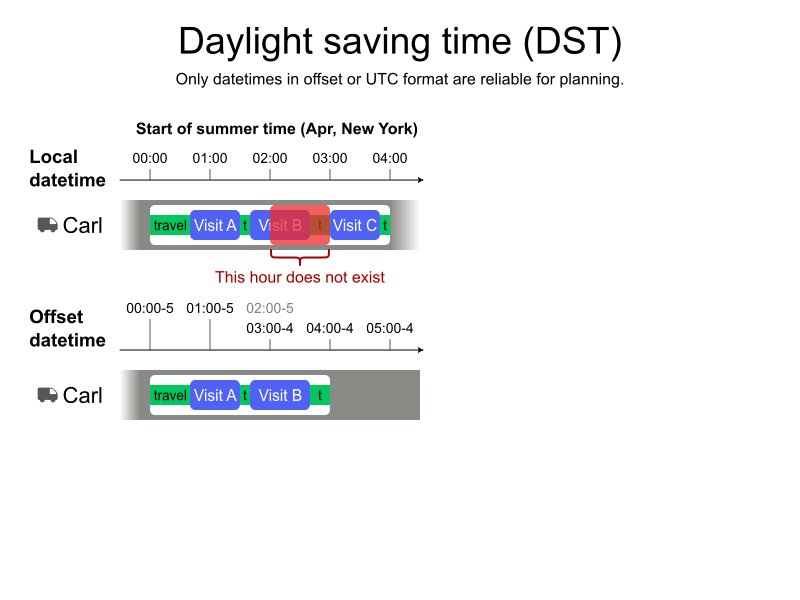 Daylight saving time (DST)
Only datetimes in offset or UTC format are reliable for planning.
Start of summer time (Apr, New York)
Local
datetime
00:00 01:00 02:00 03:00 04:00
Carl
travel Visit A t Visit B t Visit C t
This hour does not exist
Offset
datetime
00:00-5 01:00-5 02:00-5
03:00-4 04:00-4 05:00-4
Carl
travel Visit A t Visit B t